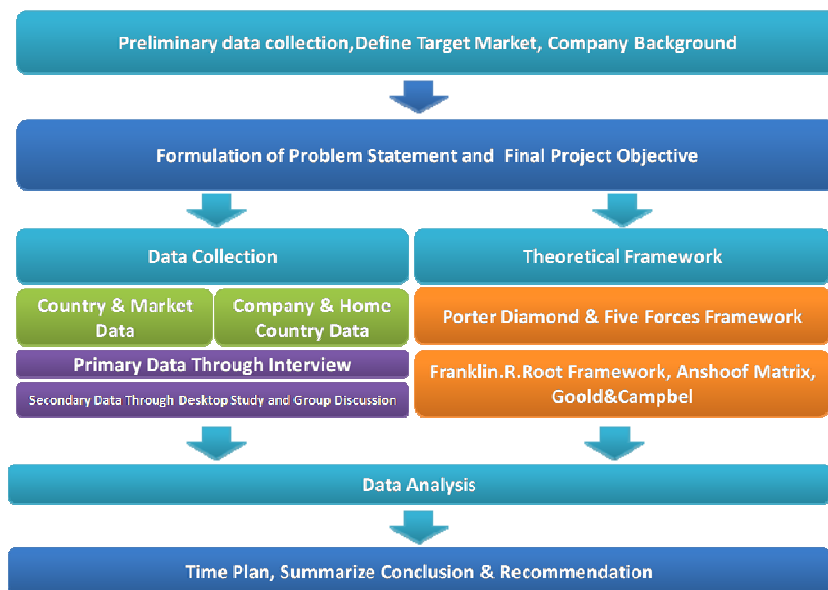 Preliminary data collection,Define Target Market, Company Background
Formulation of Problem Statement and Final Project Objective
Data Collection
Theoretical Framework
Country & Market
Data
Company & Home
Country Data
Porter Diamond & Five Forces Framework
Primary Data Through Interview
Secondary Data Through Desktop Study and Group Discussion
Franklin.R.Root Framework, Anshoof Matrix,
Goold&Campbel
Data Analysis
Time Plan, Summarize Conclusion & Recommendation